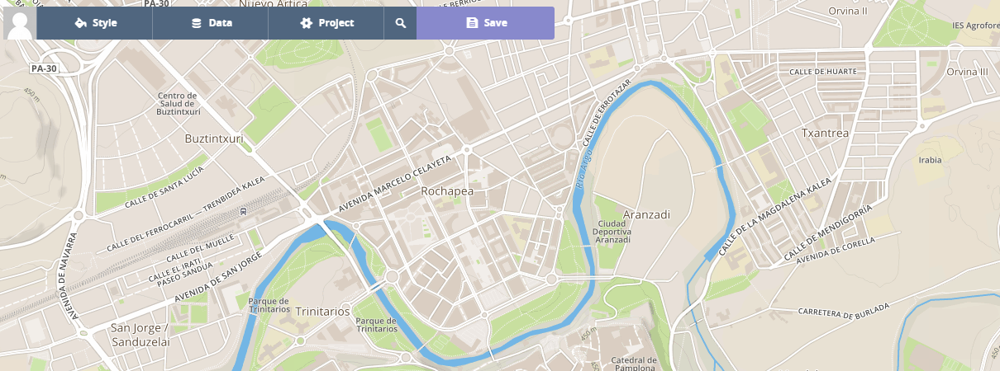 PA-30
Nuevo Artica
CALLE BERRIO
Orvina II
Style
Data
Project
Save
IES Agrofore
PA-30
450 m
Orvina III
CALLE DE HUARTE
Centro de
Salud de
Buztintxuri
CALLE DE ERROTAZAR
Buztintxuri
Txantrea
Irabia
m
CALLE DE SANTA LUCÍA
AVENIDA MARCELO CELAYETA
Río Arga
Rochapea
CALLE DEL FERROCARRIL — TRENBIDEA KALEA
Aranzadi
CALLE DE LA MAGDALENA KALEA
Ciudad
Deportiva
Aranzadi
CALLE DE MENDIGORRÍA
CALLE DEL MUELLE
AVENIDA DE CORELLA
CALLE EL IRATI
PASEO SANDUA
AVENIDA DE NAVARRA
AVENIDA DE SAN JORGE
Parque de
Trinitarios
Trinitarios
Parque de
Trinitarios
CARRETERA DE BURLADA
San Jorge /
Sanduzelai
450 m
450
Catedral de
Pamplona